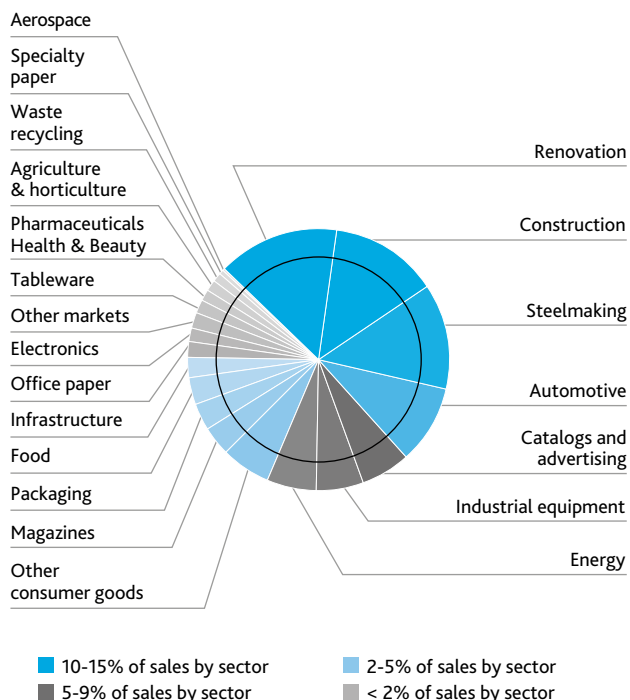 Aerospace
Specialty
paper
Waste
recycling
Agriculture
& horticulture
Pharmaceuticals
Health & Beauty
Tableware
Other markets
Electronics
Office paper
Infrastructure
Food
Packaging
Magazines
Other
consumer goods
Renovation
Construction
Steelmaking
Automotive
Catalogs and
advertising
Industrial equipment
Energy
10-15% of sales by sector
2-5% of sales by sector
5-9% of sales by sector
< 2% of sales by sector